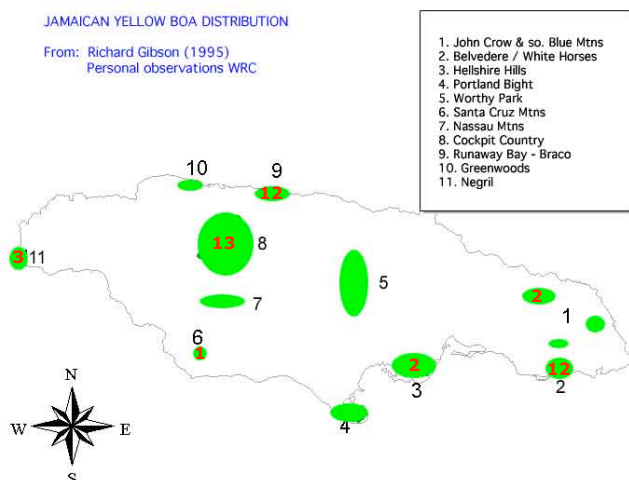 JAMAICAN YELLOW BOA DISTRIBUTION
From: Richard Gibson (1995)
Personal observations WRC
1. John Crow & so. Blue Mtns
2. Belvedere / White Horses
3. Hellshire Hills
4. Portland Bight
5. Worthy Park
6. Santa Cruz Mtns
7. Nassau Mtns
8. Cockpit Country
9. Runaway Bay - Braco
10. Greenwoods
11. Negril
10
9
12
13
8
3
11
5
2
1
7
6
1
2
3
12
2
4
N
W
E
S